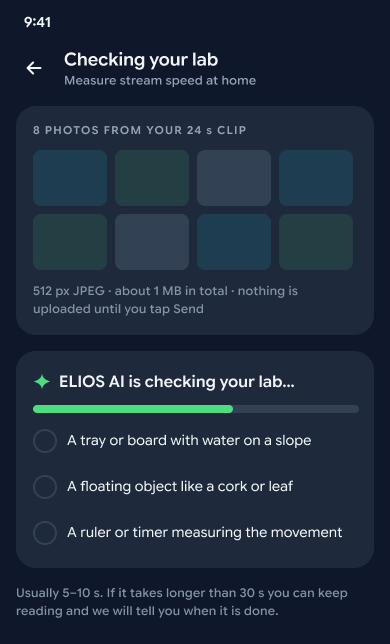 9:41
Checking your lab
Measure stream speed at home
8 PHOTOS FROM YOUR 24 s CLIP
512 px JPEG · about 1 MB in total · nothing is
uploaded until you tap Send
ELIOS AI is checking your lab...
A tray or board with water on a slope
A floating object like a cork or leaf
A ruler or timer measuring the movement
Usually 5–10 s. If it takes longer than 30 s you can keep
reading and we will tell you when it is done.